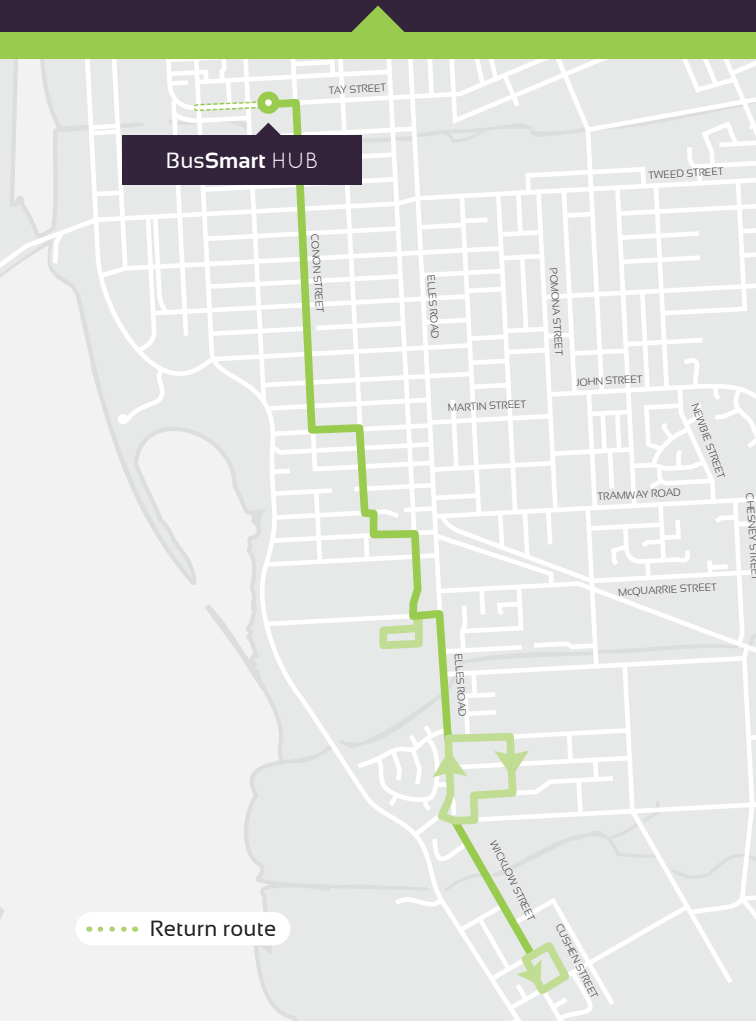 TAY STREET
BusSmart HUB
TWEED STREET
CONON STREET
ELLES ROAD
POMONA STREET
JOHN STREET
MARTIN STREET
NEWBIE STREET
TRAMWAY ROAD
CHESNEY STREET
McQUARRIE STREET
ELLES ROAD
WICKLOW STREET
Return route
CUSHEN STREET